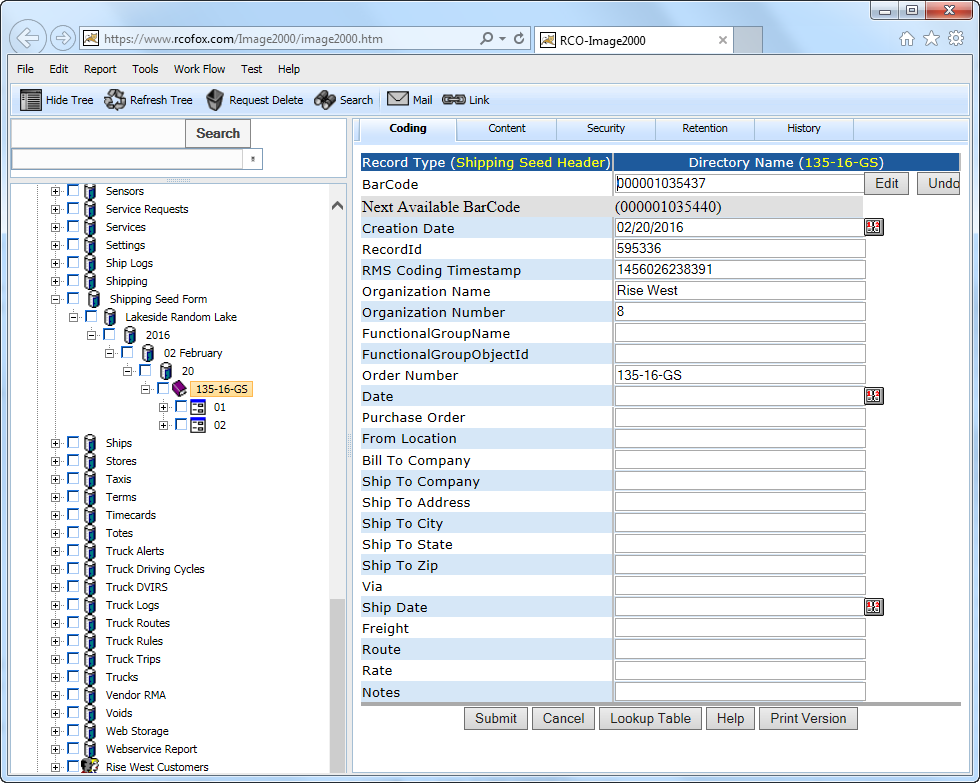 https://www.rcofox.com/Image2000/image2000.htm
RCO-Image2000
File Edit Report Tools Work Flow Test Help
Hide Tree Refresh Tree Request Delete Search Mail Link
Search
Sensors
Service Requests
Services
Settings
Ship Logs
Shipping
Shipping Seed Form
Lakeside Random Lake
2016
02 February
20
135-16-GS
01
02
Ships
Stores
Taxis
Terms
Timecards
Totes
Truck Alerts
Truck Driving Cycles
Truck DVIRS
Truck Logs
Truck Routes
Truck Rules
Truck Trips
Trucks
Vendor RMA
Voids
Web Storage
Webservice Report
Rise West Customers
Coding Content Security Retention History
Record Type (Shipping Seed Header) Directory Name (135-16-GS)
BarCode 000001035437 Edit Undo
Next Available BarCode (000001035440)
Creation Date 02/20/2016
RecordId 595336
RMS Coding Timestamp 1456026238391
Organization Name Rise West
Organization Number 8
FunctionalGroupName
FunctionalGroupObjectId
Order Number 135-16-GS
Date
Purchase Order
From Location
Bill To Company
Ship To Company
Ship To Address
Ship To City
Ship To State
Ship To Zip
Via
Ship Date
Freight
Route
Rate
Notes
Submit Cancel Lookup Table Help Print Version